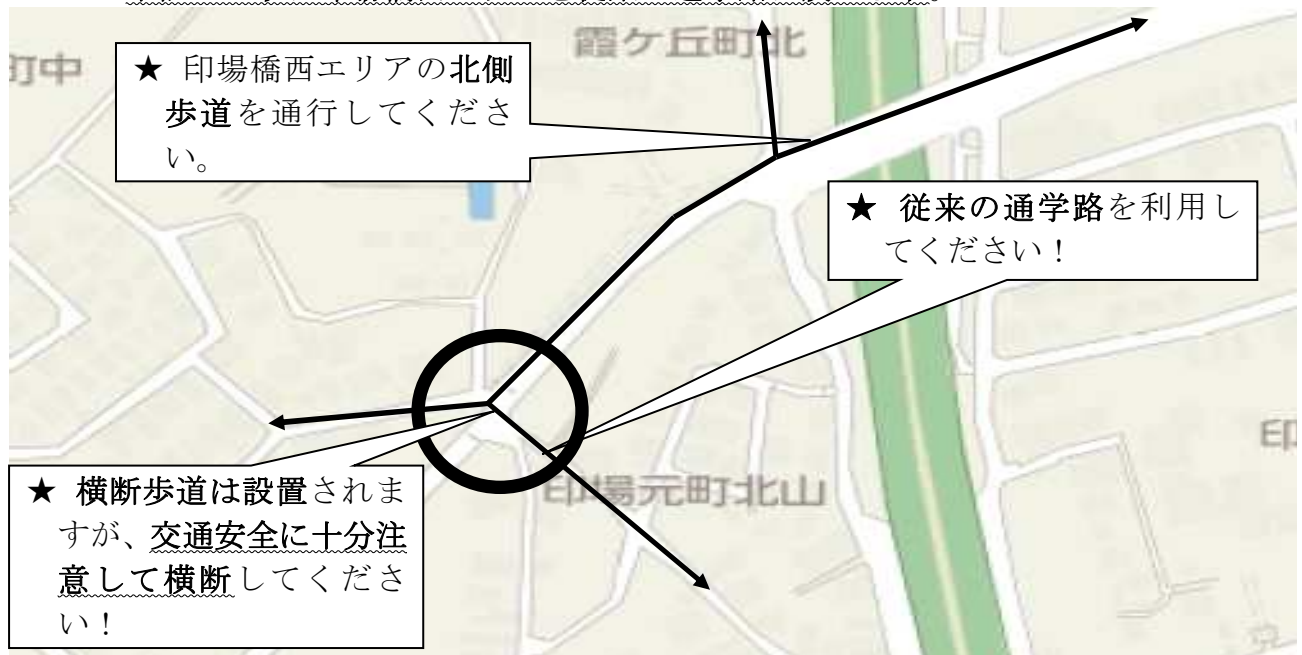 町中
霞ケ丘町北
★ 印場橋西エリアの北側
歩道を通行してくださ
い。
★ 従来の通学路を利用し
てください！
印
印場元町北山
★ 横断歩道は設置されま
すが、交通安全に十分注
意して横断してくださ
い！